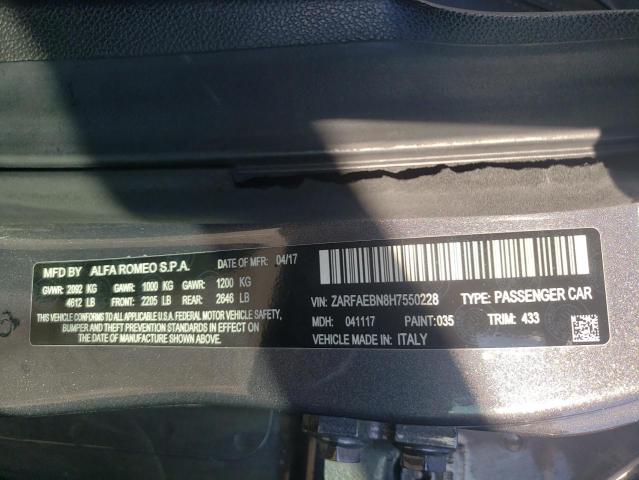 MFD BY ALFA ROMEO S.P.A. DATE OF MFR 04/17
GVWR: 2092 KG GAWR: 1000 KG GAWR: 1200 KG
4612 LB FRONT: 2205 LB REAR: 2646 LB
THIS VEHICLE CONFORMS TO ALL APPLICABLE U.S.A. FEDERAL MOTOR VEHICLE SAFETY,
BUMPER AND THEFT PREVENTION STANDARDS IN EFFECT ON
THE DATE OF MANUFACTURE SHOWN ABOVE.
VIN: ZARFAEBN8H7550228 TYPE: PASSENGER CAR
MDH: 041117 PAINT: 035 TRIM: 433
VEHICLE MADE IN: ITALY